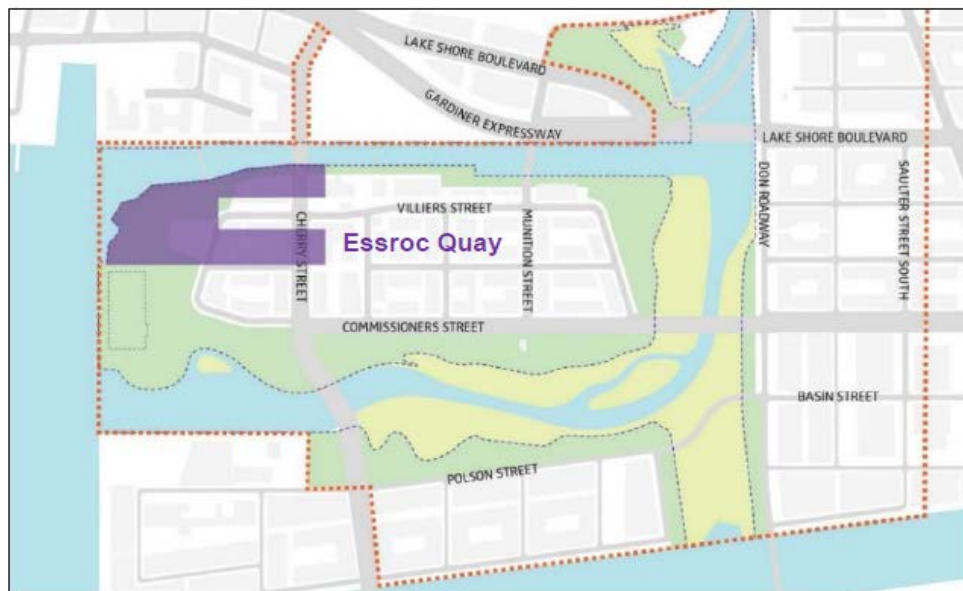 LAKE SHORE BOULEVARD
GARDINER EXPRESSWAY
LAKE SHORE BOULEVARD
VILLIERS STREET
CHERRY STREET
Essroc Quay
MUNITION STREET
DON ROADWAY
SAULTER STREET SOUTH
COMMISSIONERS STREET
BASIN STREET
POLSON STREET